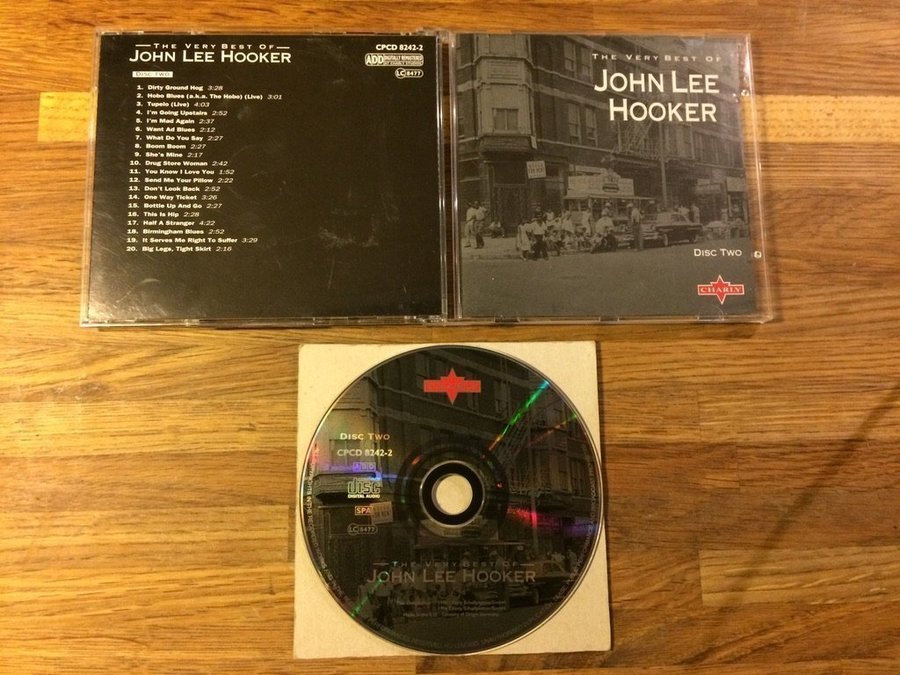 THE VERY BEST OF
JOHN LEE HOOKER
DISC TWO
CPCD 8242-2
ADD DIGITALLY REMASTERED
LC 8477
1. Dirty Ground Hog 3:28
2. Hobo Blues (a.k.a. The Hobo) (Live) 3:01
3. Tupelo (Live) 4:03
4. I'm Going Upstairs 2:52
5. I'm Mad Again 2:37
6. Want Ad Blues 2:12
7. What Do You Say 2:27
8. Boom Boom 2:27
9. She's Mine 2:17
10. Drug Store Woman 2:42
11. You Know I Love You 1:52
12. Send Me Your Pillow 2:22
13. Don't Look Back 2:52
14. One Way Ticket 3:26
15. Bottle Up And Go 2:27
16. This Is Hip 2:28
17. Half A Stranger 4:22
18. Birmingham Blues 2:52
19. It Serves Me Right To Suffer 3:29
20. Big Legs, Tight Skirt 2:16
THE VERY BEST OF
JOHN LEE
HOOKER
DISC TWO
CHARLY
DISC TWO
CPCD 8242-2
ADD
disc
DIGITAL AUDIO
SPA
LC 8477
THE VERY BEST OF
JOHN LEE HOOKER